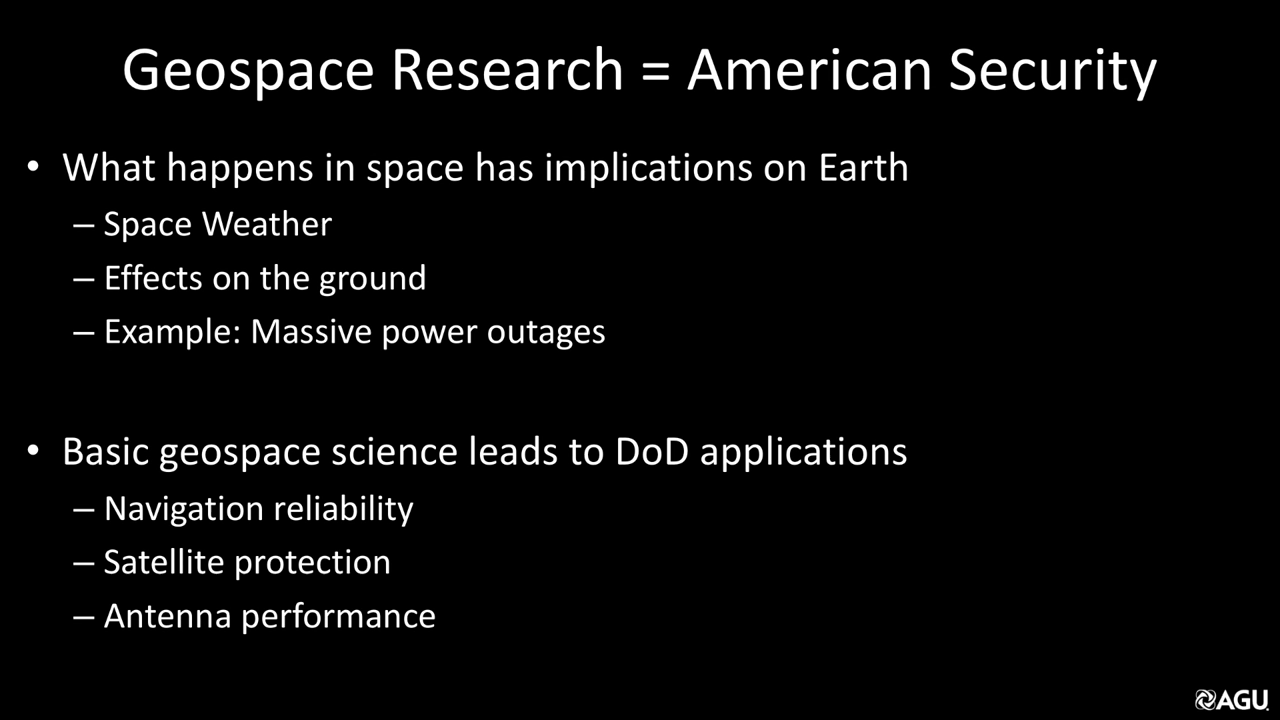 Geospace Research = American Security
• What happens in space has implications on Earth
– Space Weather
– Effects on the ground
– Example: Massive power outages
• Basic geospace science leads to DoD applications
– Navigation reliability
– Satellite protection
– Antenna performance
AGU